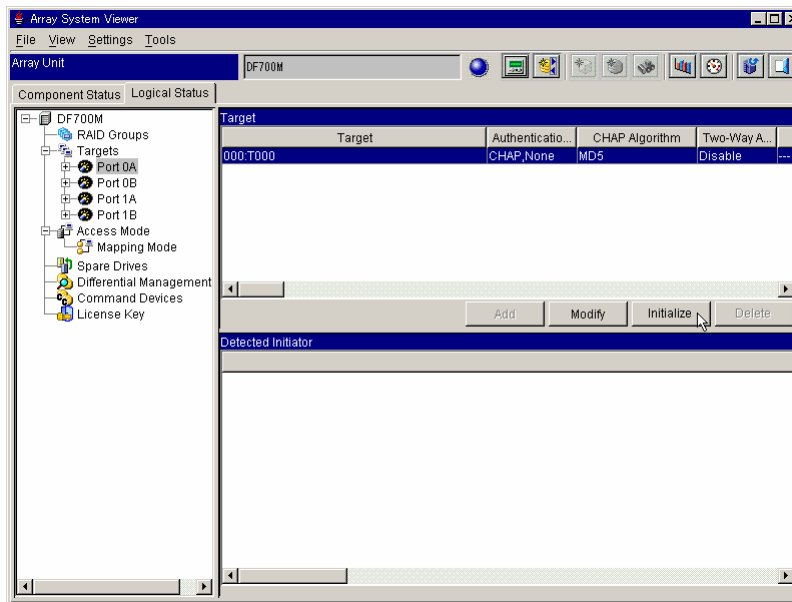 Array System Viewer
File View Settings Tools
Array Unit
DF700M
Component Status Logical Status
DF700M
RAID Groups
Targets
Port 0A
Port 0B
Port 1A
Port 1B
Access Mode
Mapping Mode
Spare Drives
Differential Management
Command Devices
License Key
Target
Target Authenticatio... CHAP Algorithm Two-Way A...
000:T000 CHAP,None MD5 Disable ---
Add Modify Initialize Delete
Detected Initiator